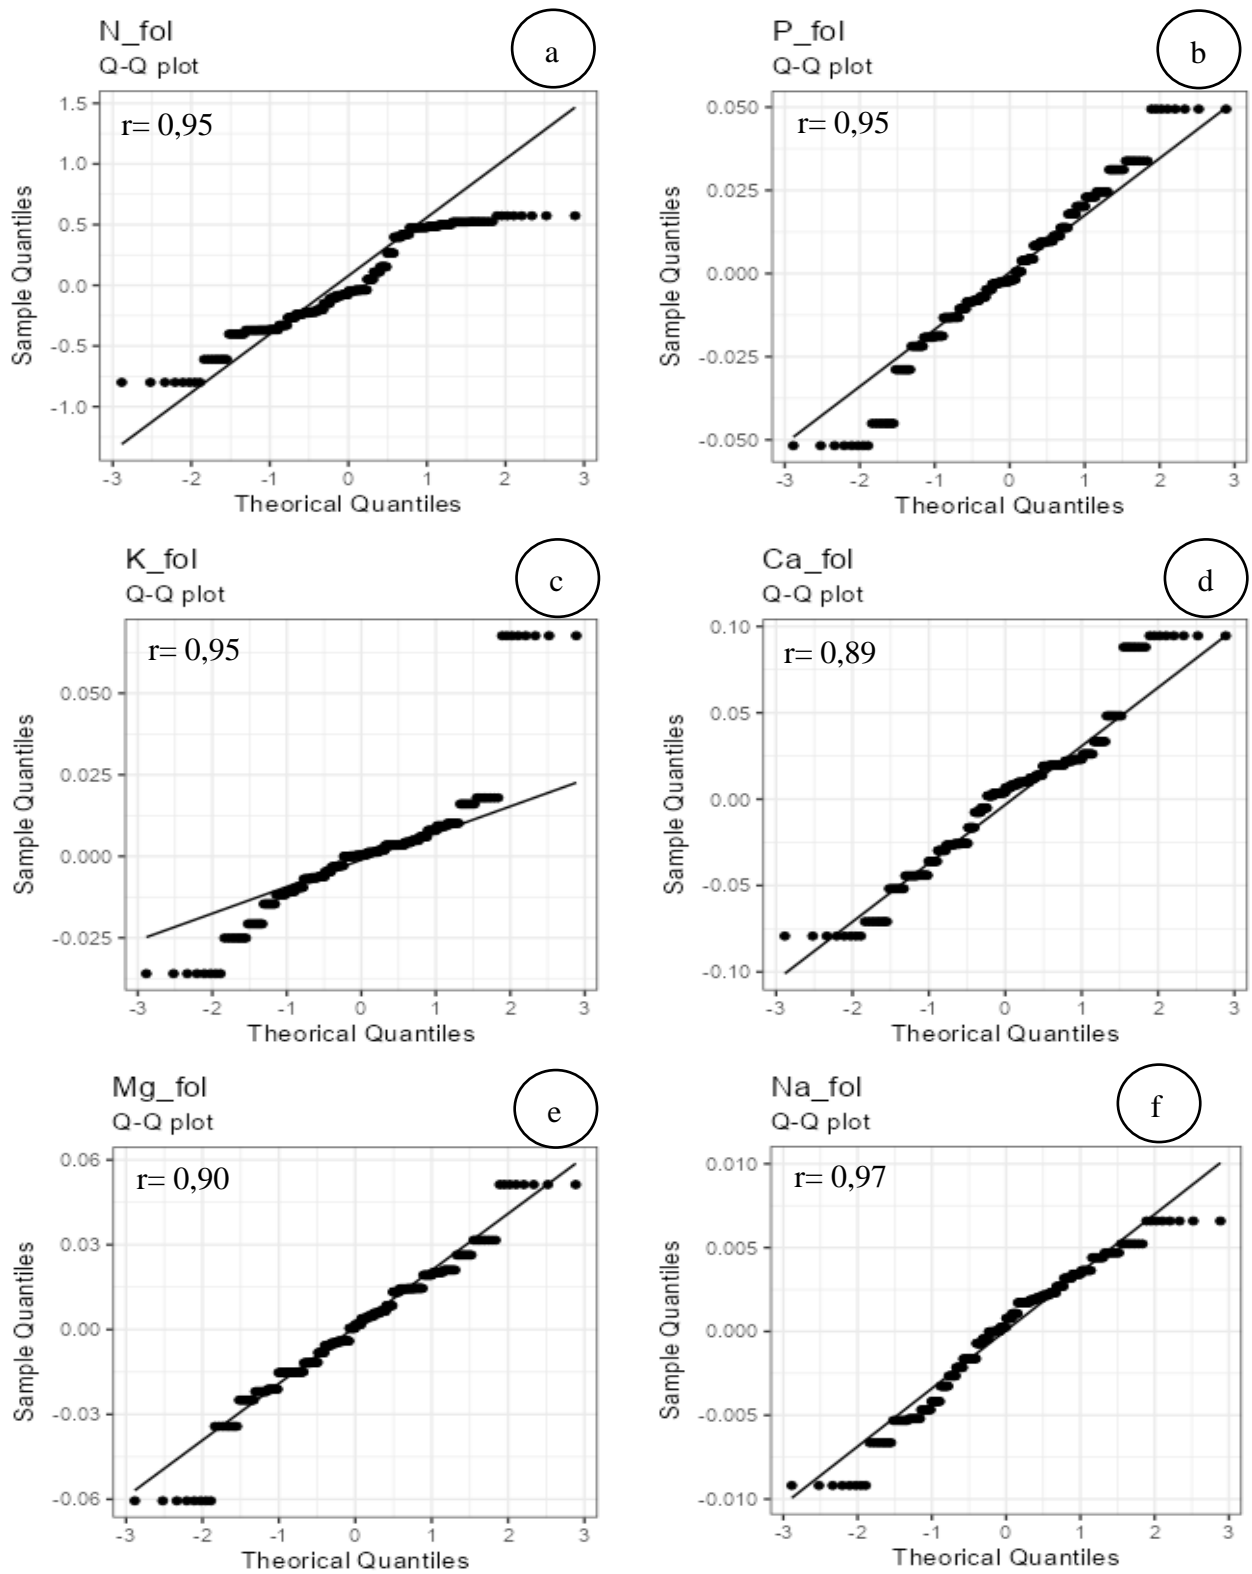 N_fol
Q-Q plot
a
r= 0,95
1.5
1.0
0.5
0.0
-0.5
-1.0
Sample Quantiles
-3 -2 -1 0 1 2 3
Theorical Quantiles
P_fol
Q-Q plot
b
r= 0,95
0.050
0.025
0.000
-0.025
-0.050
Sample Quantiles
-3 -2 -1 0 1 2 3
Theorical Quantiles
K_fol
Q-Q plot
c
r= 0,95
0.050
0.025
0.000
-0.025
Sample Quantiles
-3 -2 -1 0 1 2 3
Theorical Quantiles
Ca_fol
Q-Q plot
d
r= 0,89
0.10
0.05
0.00
-0.05
-0.10
Sample Quantiles
-3 -2 -1 0 1 2 3
Theorical Quantiles
Mg_fol
Q-Q plot
e
r= 0,90
0.06
0.03
0.00
-0.03
-0.06
Sample Quantiles
-3 -2 -1 0 1 2 3
Theorical Quantiles
Na_fol
Q-Q plot
f
r= 0,97
0.010
0.005
0.000
-0.005
-0.010
Sample Quantiles
-3 -2 -1 0 1 2 3
Theorical Quantiles